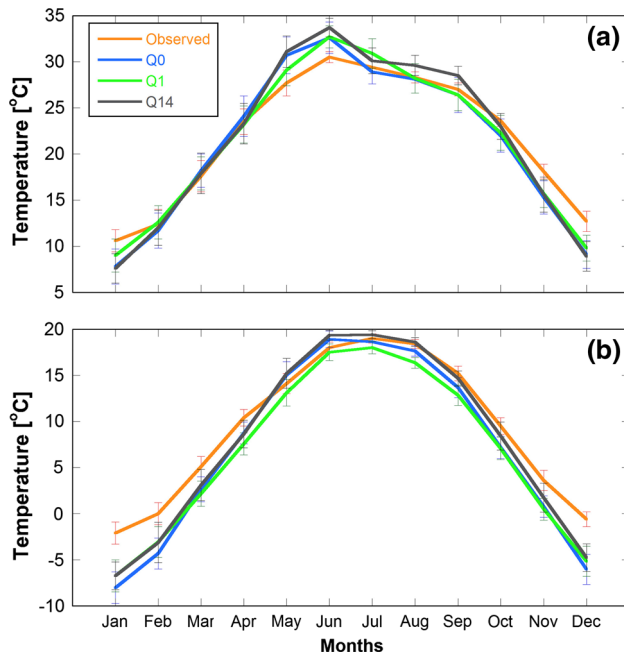 35
30
25
20
15
10
5
Temperature [°C]
Observed
Q0
Q1
Q14
(a)
20
15
10
5
0
-5
-10
Temperature [°C]
(b)
Jan Feb Mar Apr May Jun Jul Aug Sep Oct Nov Dec
Months